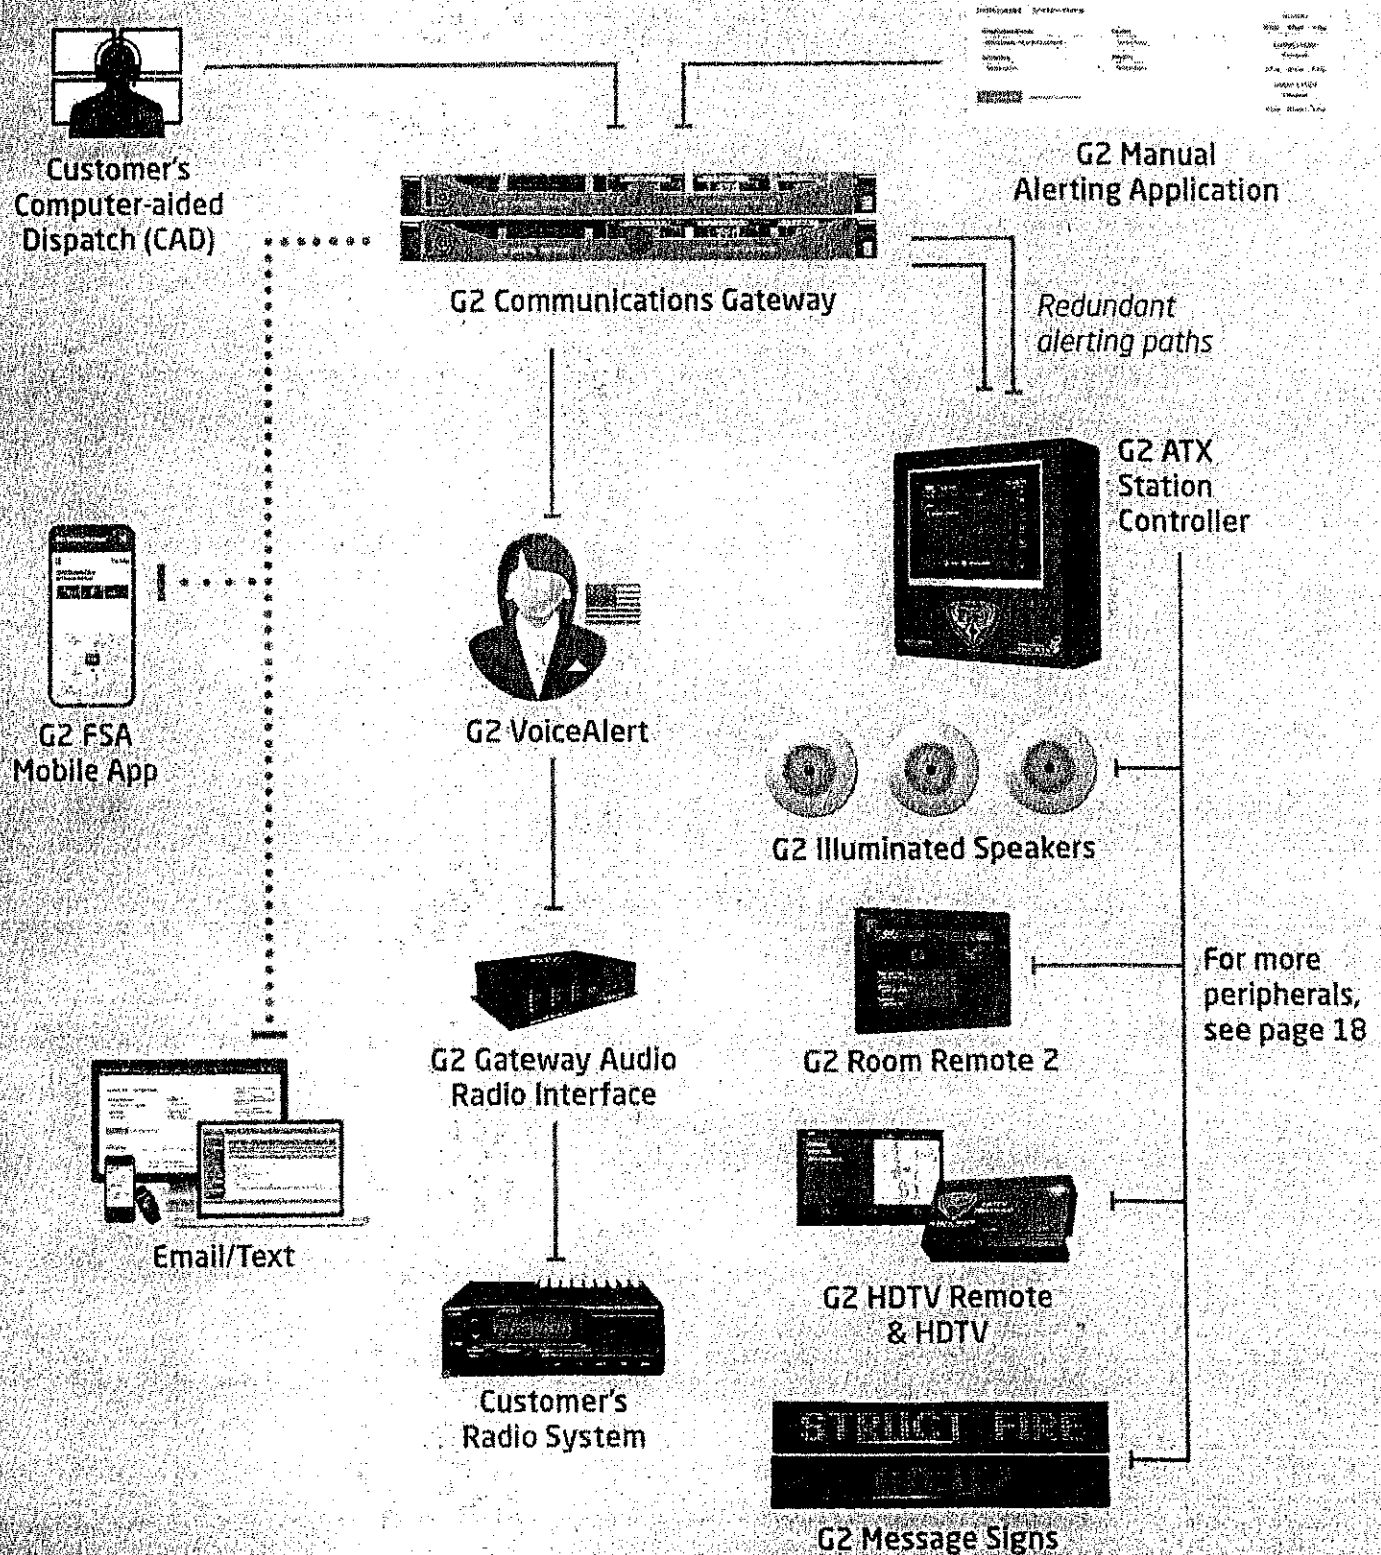 Customer's
Computer-aided
Dispatch (CAD)
G2 Manual
Alerting Application
G2 Communications Gateway
Redundant
alerting paths
G2 ATX
Station
Controller
G2 FSA
Mobile App
G2 VoiceAlert
G2 Illuminated Speakers
G2 Gateway Audio
Radio Interface
G2 Room Remote 2
For more
peripherals,
see page 18
Email/Text
G2 HDTV Remote
& HDTV
Customer's
Radio System
STRUCT FIRE
G2 Message Signs